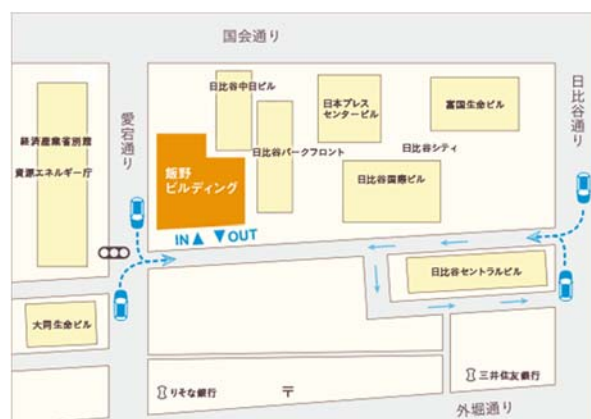 国会通り
日比谷通り
愛宕通り
日比谷中日ビル
日本プレス
センタービル
富国生命ビル
経済産業省別館
資源エネルギー庁
日比谷パークフロント
日比谷シティ
飯野
ビルディング
日比谷国際ビル
IN▲ ▼OUT
日比谷セントラルビル
大同生命ビル
りそな銀行
〒
三井住友銀行
外堀通り